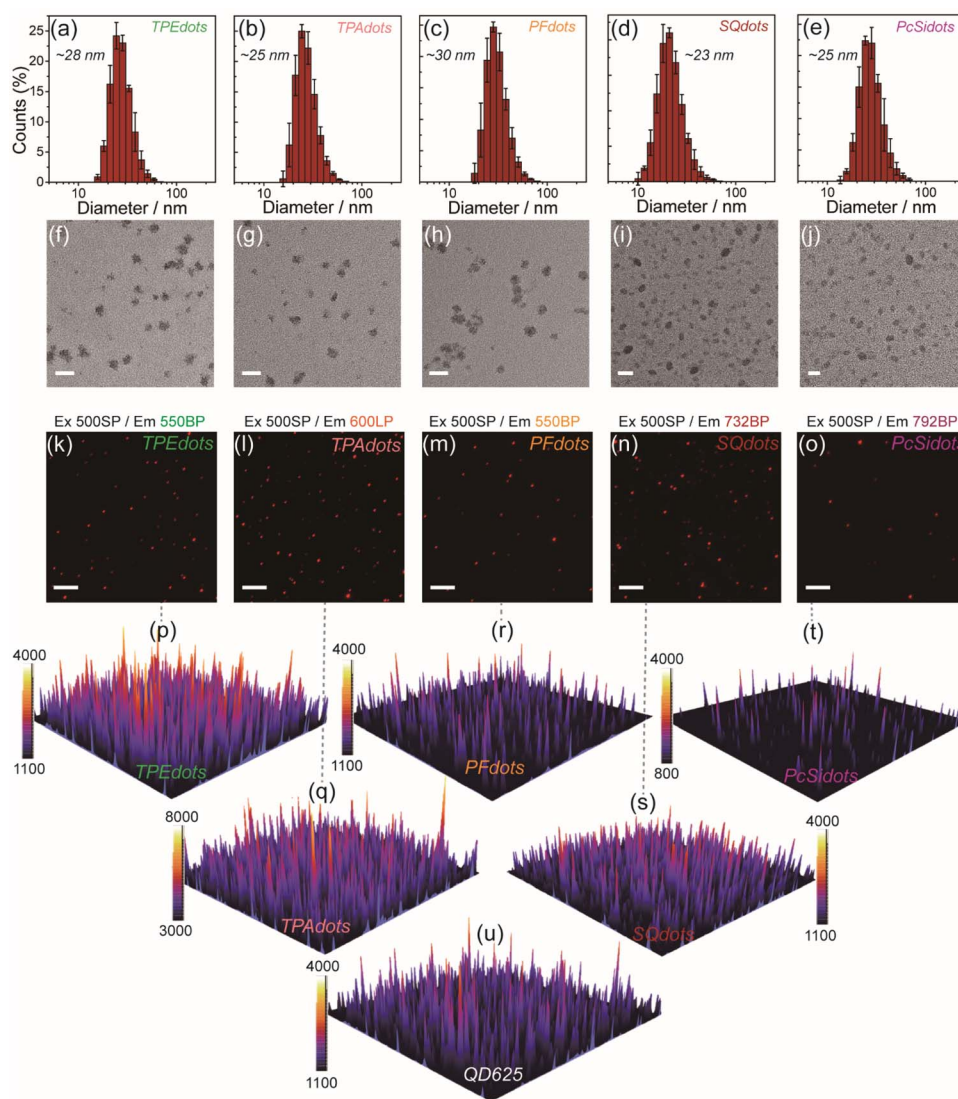 (a) TPEdots
~28 nm
(b) TPAdots
~25 nm
(c) PFdots
~30 nm
(d) SQdots
~23 nm
(e) PcSidots
~25 nm
Counts (%)
25
20
15
10
5
0
10 100
Diameter / nm
10 100
Diameter / nm
10 100
Diameter / nm
10 100
Diameter / nm
10 100
Diameter / nm
(f) (g) (h) (i) (j)
Ex 500SP / Em 550BP
(k) TPEdots
Ex 500SP / Em 600LP
(l) TPAdots
Ex 500SP / Em 550BP
(m) PFdots
Ex 500SP / Em 732BP
(n) SQdots
Ex 500SP / Em 792BP
(o) PcSidots
(p)
4000
1100
TPEdots
(r)
4000
1100
PFdots
(t)
4000
800
PcSidots
(q)
8000
3000
TPAdots
(s)
4000
1100
SQdots
(u)
4000
1100
QD625